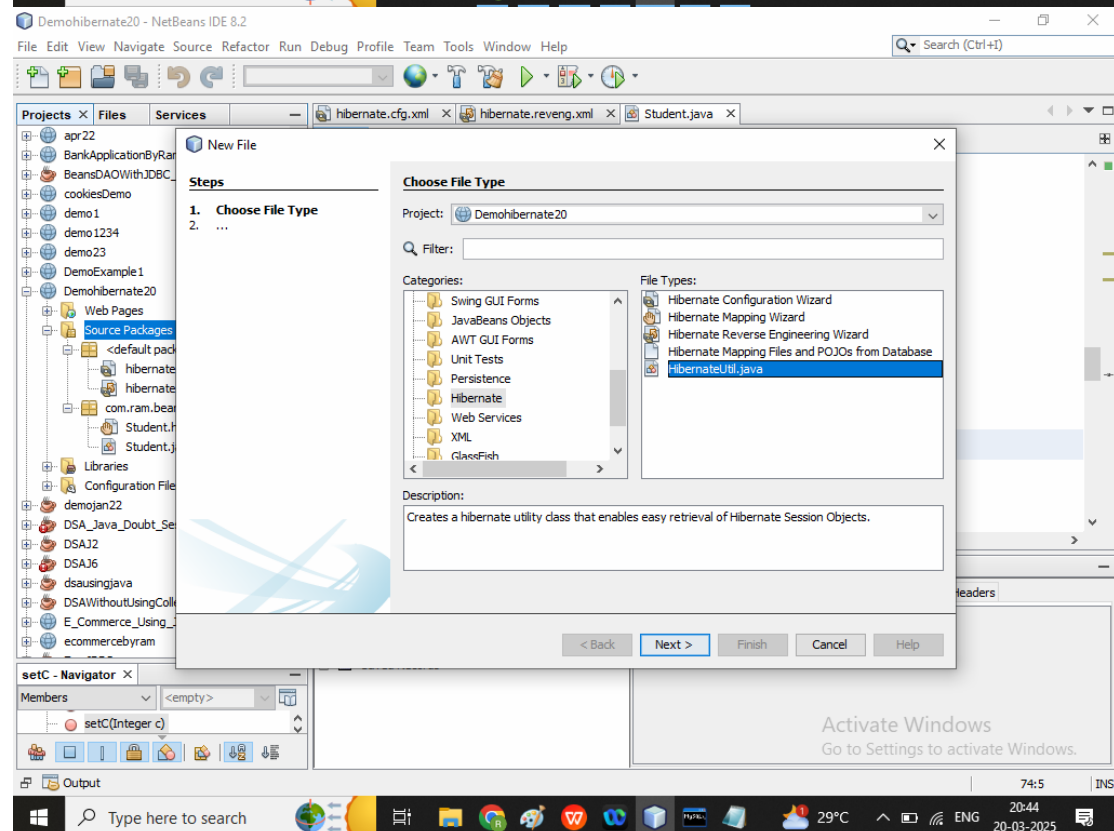 Demohibernate20 - NetBeans IDE 8.2
File Edit View Navigate Source Refactor Run Debug Profile Team Tools Window Help
Search (Ctrl+I)
Projects Files Services
hibernate.cfg.xml hibernate.reveng.xml Student.java
apr22
BankApplicationByRar
BeansDAOWithJDBC_
cookiesDemo
demo1
demo1234
demo23
DemoExample1
Demohibernate20
Web Pages
Source Packages
<default pack
hibernate
hibernate
com.ram.bear
Student.h
Student.j
Libraries
Configuration File
demojan22
DSA_Java_Doubt_Se
DSAJ2
DSAJ6
dsausingjava
DSAWithoutUsingColl
E_Commerce_Using_
ecommercebyram
New File
Steps
1. Choose File Type
2. ...
Choose File Type
Project: Demohibernate20
Filter:
Categories:
Swing GUI Forms
JavaBeans Objects
AWT GUI Forms
Unit Tests
Persistence
Hibernate
Web Services
XML
GlassFish
File Types:
Hibernate Configuration Wizard
Hibernate Mapping Wizard
Hibernate Reverse Engineering Wizard
Hibernate Mapping Files and POJOs from Database
HibernateUtil.java
Description:
Creates a hibernate utility class that enables easy retrieval of Hibernate Session Objects.
< Back Next > Finish Cancel Help
setC - Navigator
Members <empty>
setC(Integer c)
Activate Windows
Go to Settings to activate Windows.
Output
74:5 INS
Type here to search
29°C ENG
20:44
20-03-2025